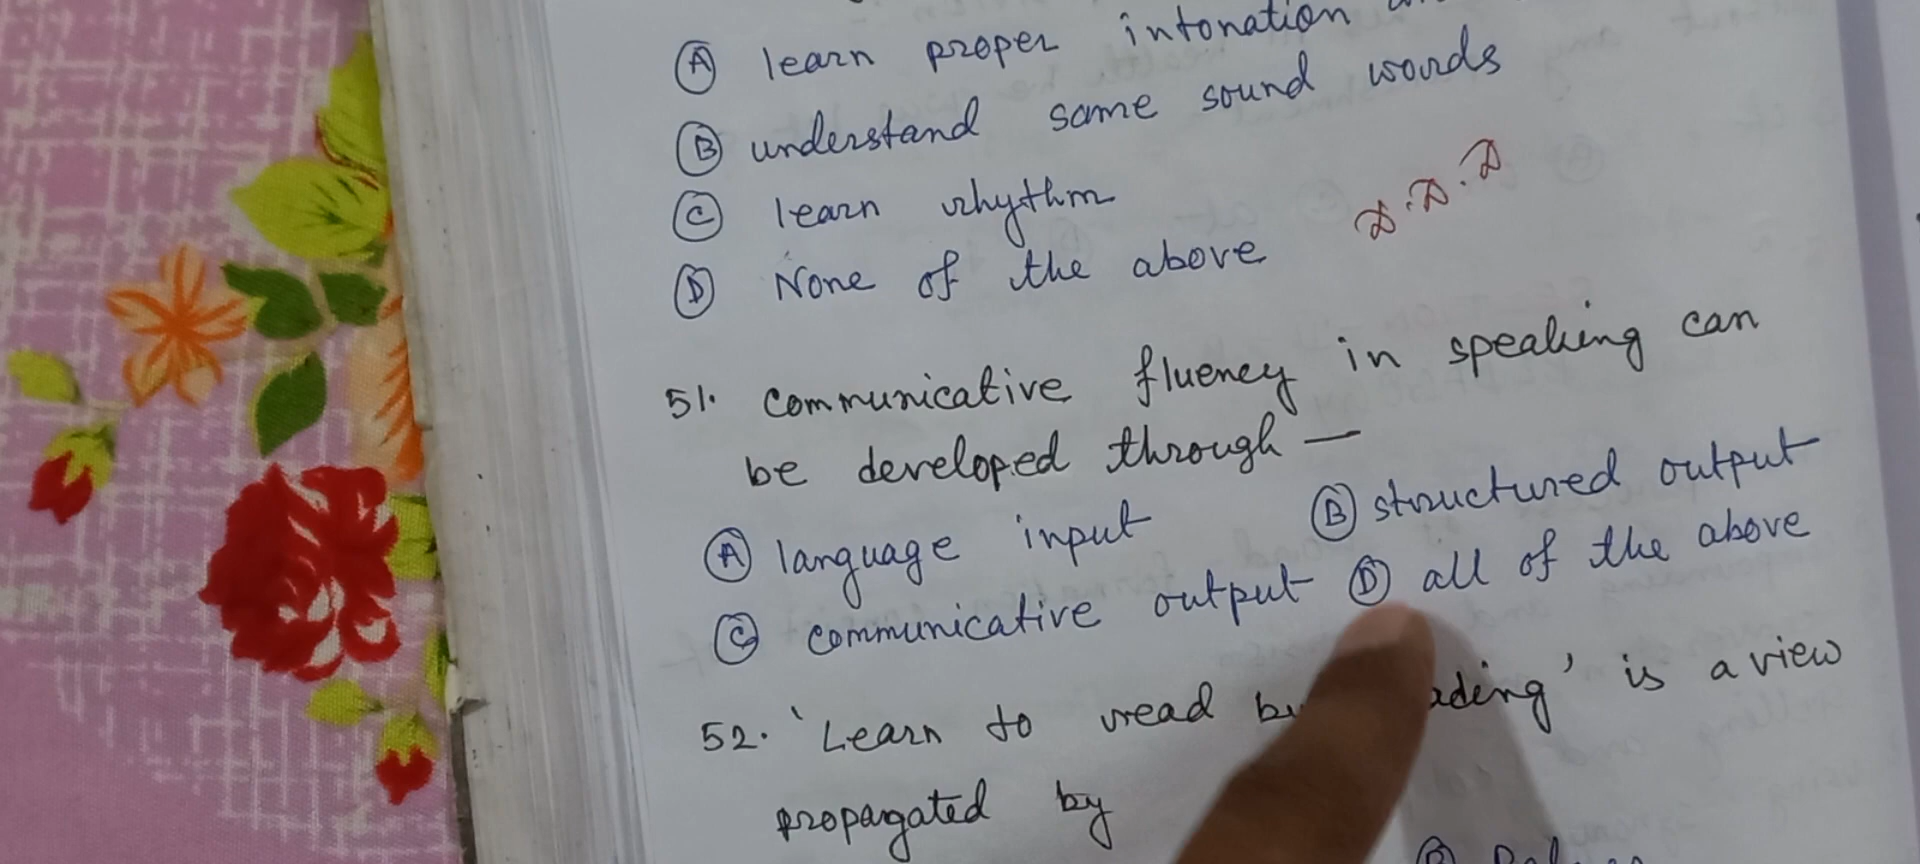 Ⓐ learn proper intonation
Ⓑ understand same sound words
Ⓒ learn rhythm
Ⓓ None of the above
51. communicative fluency in speaking can
be developed through —
Ⓐ language input Ⓑ structured output
Ⓒ communicative output Ⓓ all of the above
52. 'Learn to read ading' is a view
propagated by
Ⓑ